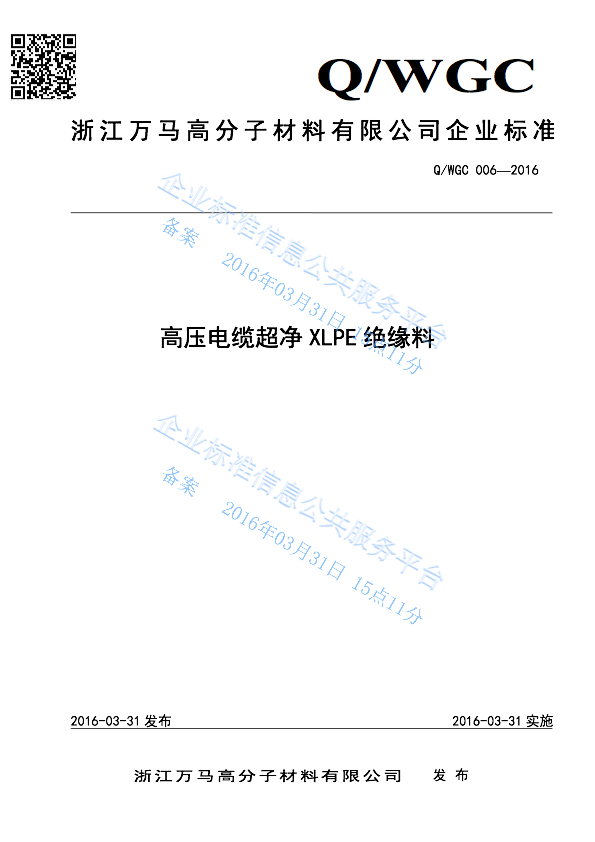 Q/WGC
浙江万马高分子材料有限公司企业标准
Q/WGC 006—2016
企业标准信息公共服务平台
备案 2016年03月31日 15点11分
高压电缆超净 XLPE 绝缘料
企业标准信息公共服务平台
备案 2016年03月31日 15点11分
2016-03-31 发布 2016-03-31 实施
浙江万马高分子材料有限公司 发布